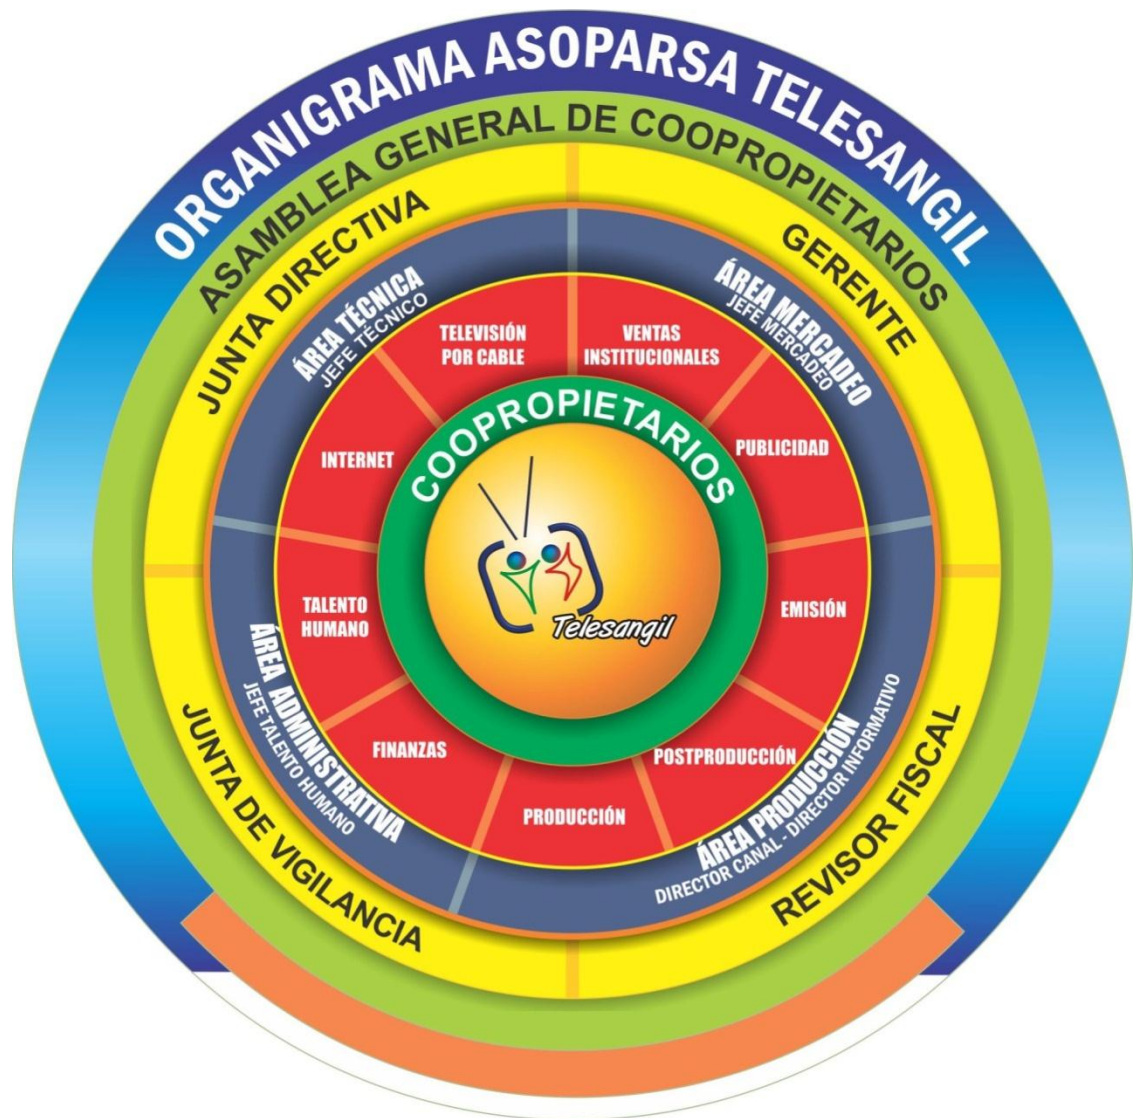 ORGANIGRAMA ASOPARSA TELESANGIL
ASAMBLEA GENERAL DE COOPROPIETARIOS
JUNTA DIRECTIVA
GERENTE
ÁREA TÉCNICA
JEFE TÉCNICO
ÁREA MERCADEO
JEFE MERCADEO
TELEVISIÓN
POR CABLE
VENTAS
INSTITUCIONALES
INTERNET
PUBLICIDAD
COOPROPIETARIOS
Telesangil
TALENTO
HUMANO
EMISIÓN
FINANZAS
POSTPRODUCCIÓN
PRODUCCIÓN
ÁREA ADMINISTRATIVA
JEFE TALENTO HUMANO
ÁREA PRODUCCIÓN
DIRECTOR CANAL - DIRECTOR INFORMATIVO
JUNTA DE VIGILANCIA
REVISOR FISCAL